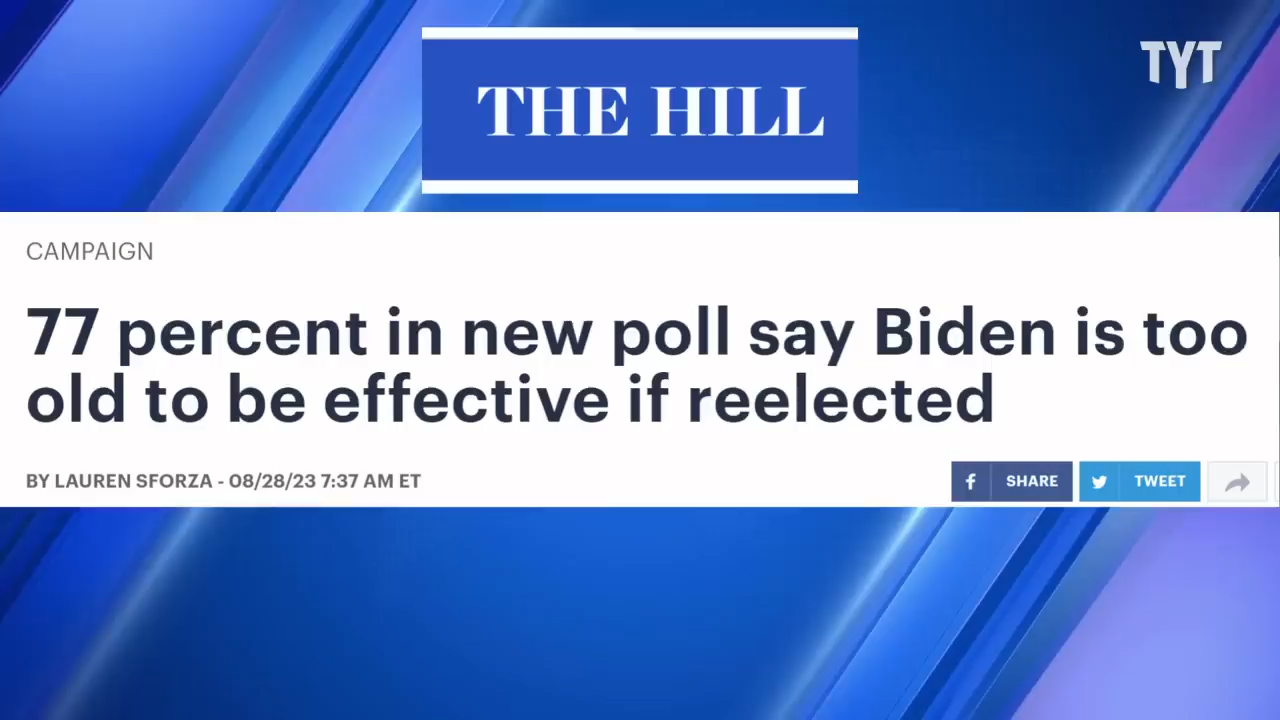 THE HILL
TYT
CAMPAIGN
77 percent in new poll say Biden is too
old to be effective if reelected
BY LAUREN SFORZA - 08/28/23 7:37 AM ET
f SHARE
TWEET